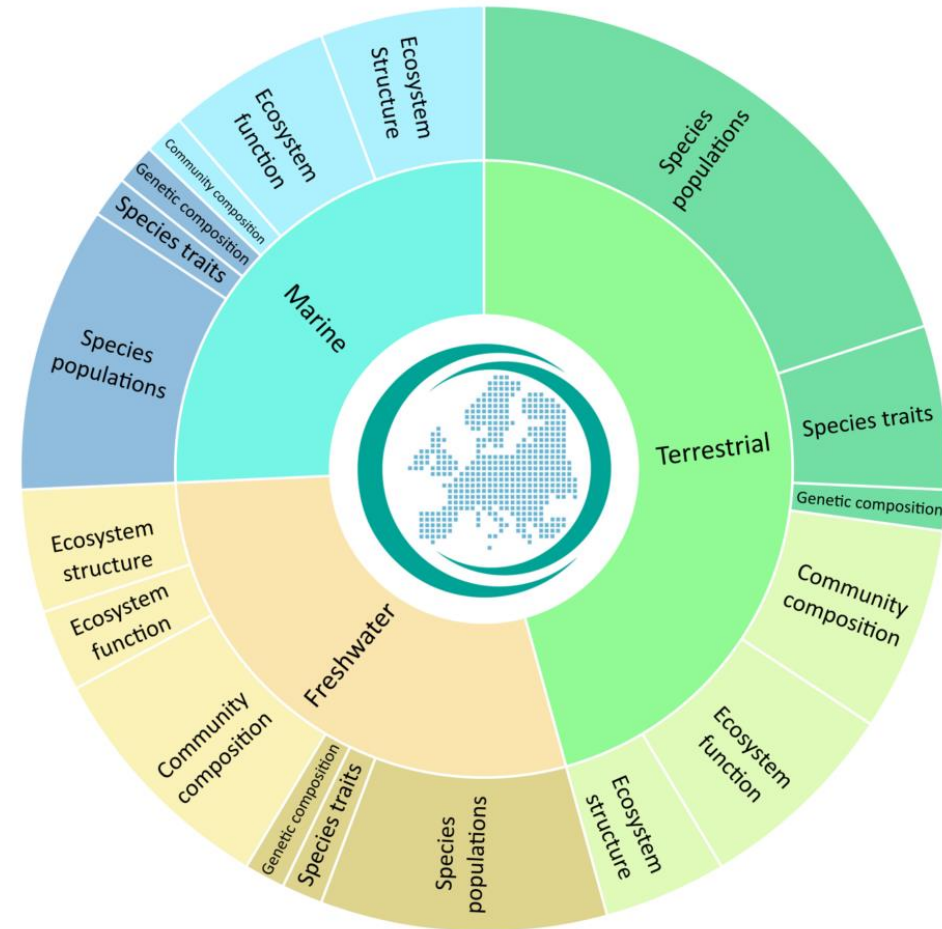 Terrestrial
Species
populations
Species traits
Genetic composition
Community
composition
Ecosystem
function
Ecosystem
structure
Freshwater
Species
populations
Species traits
Genetic composition
Community
composition
Ecosystem
function
Ecosystem
structure
Marine
Species
populations
Species traits
Genetic composition
Community composition
Ecosystem
function
Ecosystem
Structure